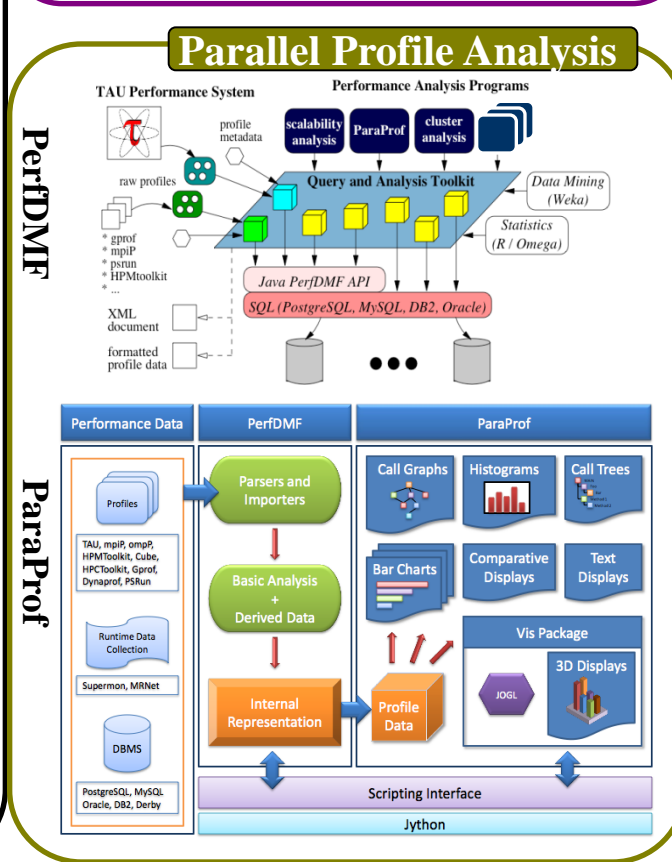 Parallel Profile Analysis
PerfDMF
TAU Performance System
Performance Analysis Programs
τ
profile
metadata
scalability
analysis
ParaProf
cluster
analysis
raw profiles
Query and Analysis Toolkit
Data Mining
(Weka)
Statistics
(R / Omega)
* gprof
* mpiP
* psrun
* HPMtoolkit
* ...
Java PerfDMF API
SQL (PostgreSQL, MySQL, DB2, Oracle)
XML
document
formatted
profile data
ParaProf
Performance Data
PerfDMF
ParaProf
Profiles
TAU, mpiP, ompP,
HPMToolkit, Cube,
HPCToolkit, Gprof,
Dynaprof, PSRun
Runtime Data
Collection
Supermon, MRNet
DBMS
PostgreSQL, MySQL
Oracle, DB2, Derby
Parsers and
Importers
Basic Analysis
+
Derived Data
Internal
Representation
Call Graphs
Histograms
Call Trees
Bar Charts
Comparative
Displays
Text
Displays
Profile
Data
Vis Package
JOGL
3D Displays
Scripting Interface
Jython